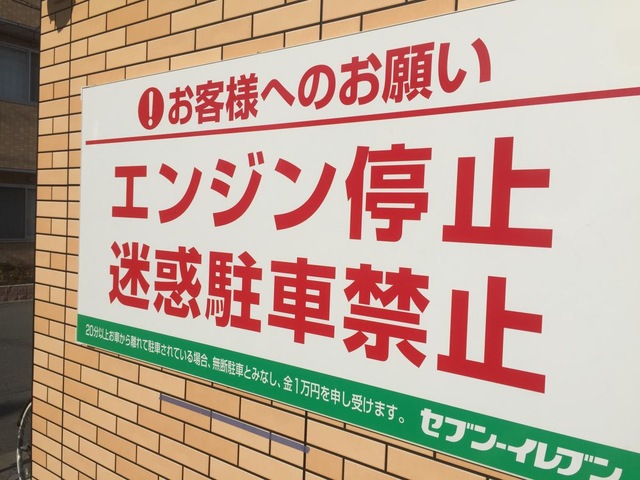 ！お客様へのお願い
エンジン停止
迷惑駐車禁止
20分以上お車から離れて駐車されている場合、無断駐車とみなし、金1万円を申し受けます。
セブン-イレブン